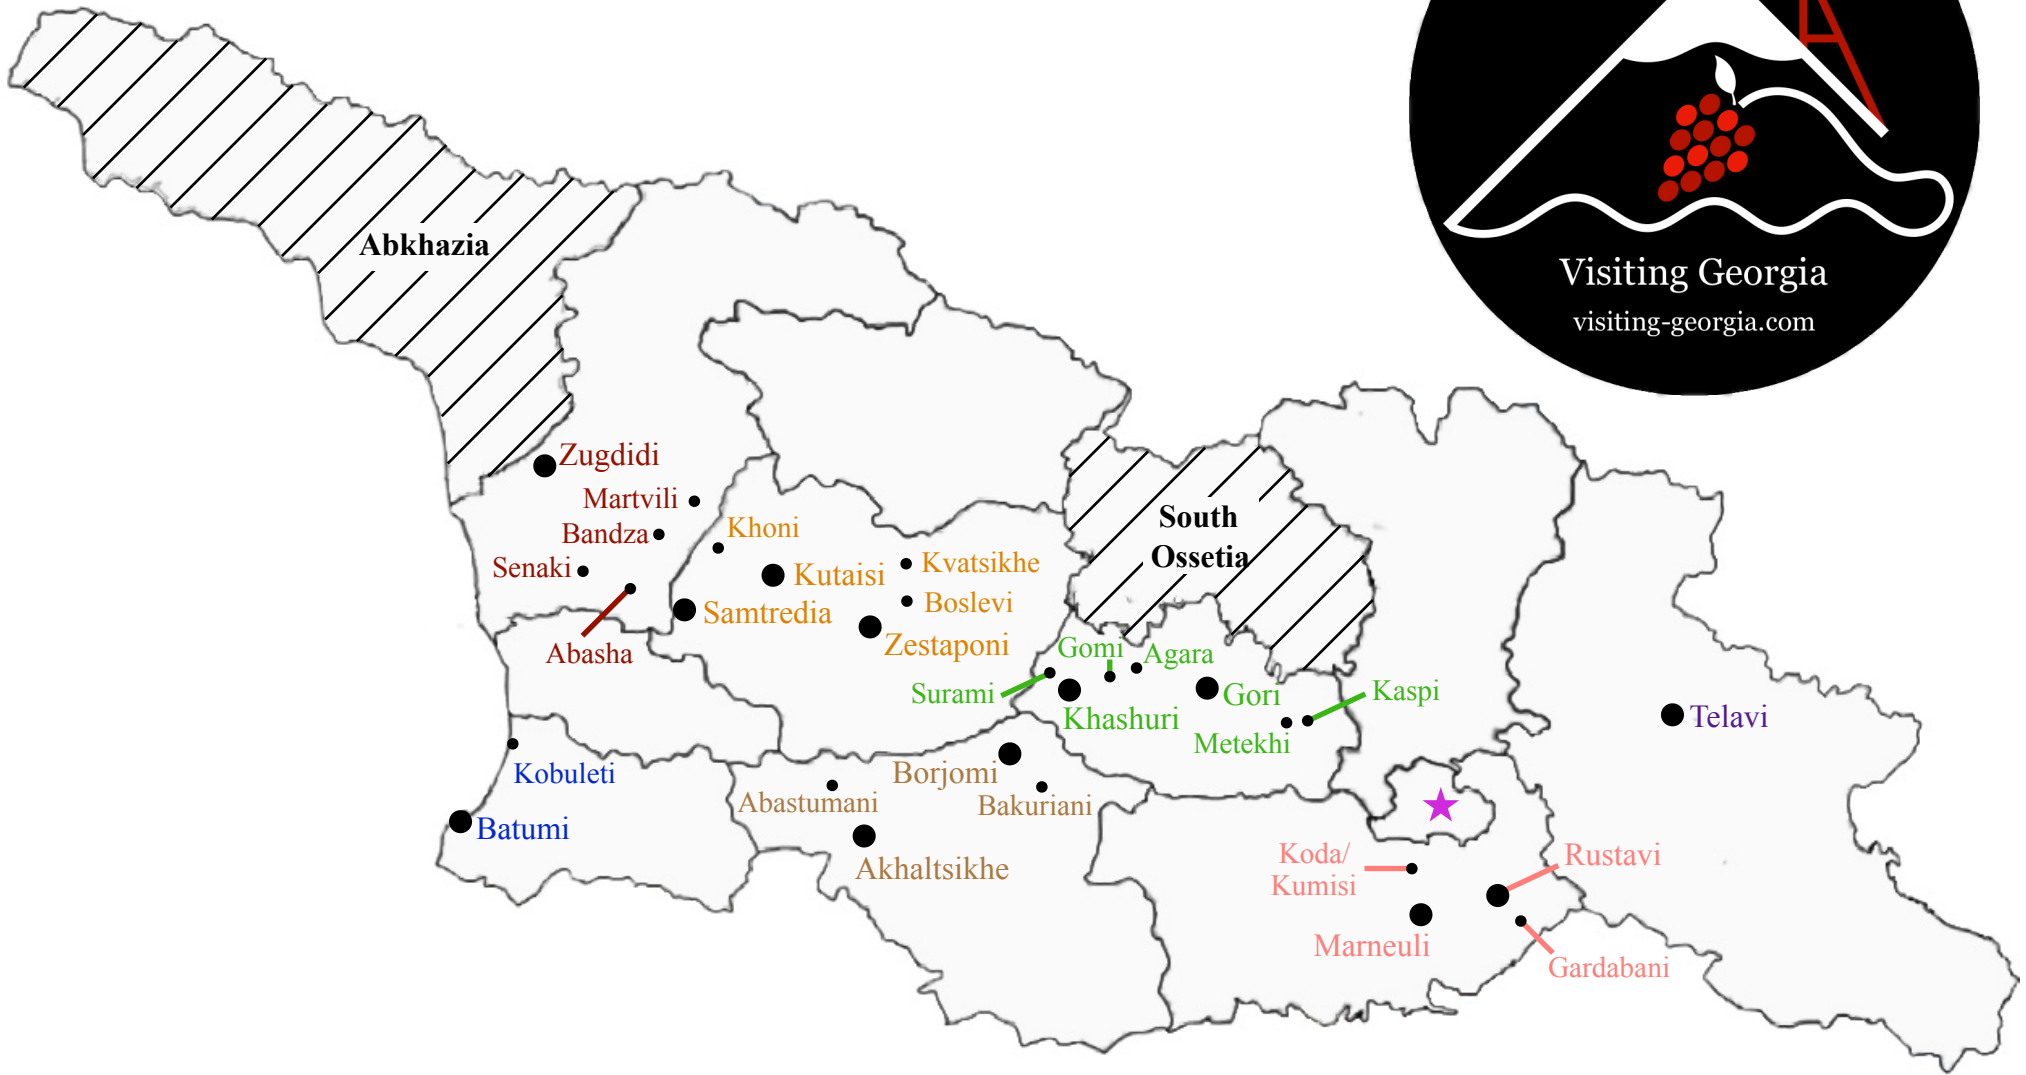 Abkhazia
Visiting Georgia
visiting-georgia.com
Zugdidi
Martvili
Bandza
Senaki
Abasha
Khoni
Kutaisi
Samtredia
Kvatsikhe
Boslevi
Zestaponi
South
Ossetia
Gomi
Agara
Surami
Khashuri
Gori
Kaspi
Metekhi
Telavi
Kobuleti
Batumi
Borjomi
Abastumani
Bakuriani
Akhaltsikhe
Koda/
Kumisi
Rustavi
Marneuli
Gardabani